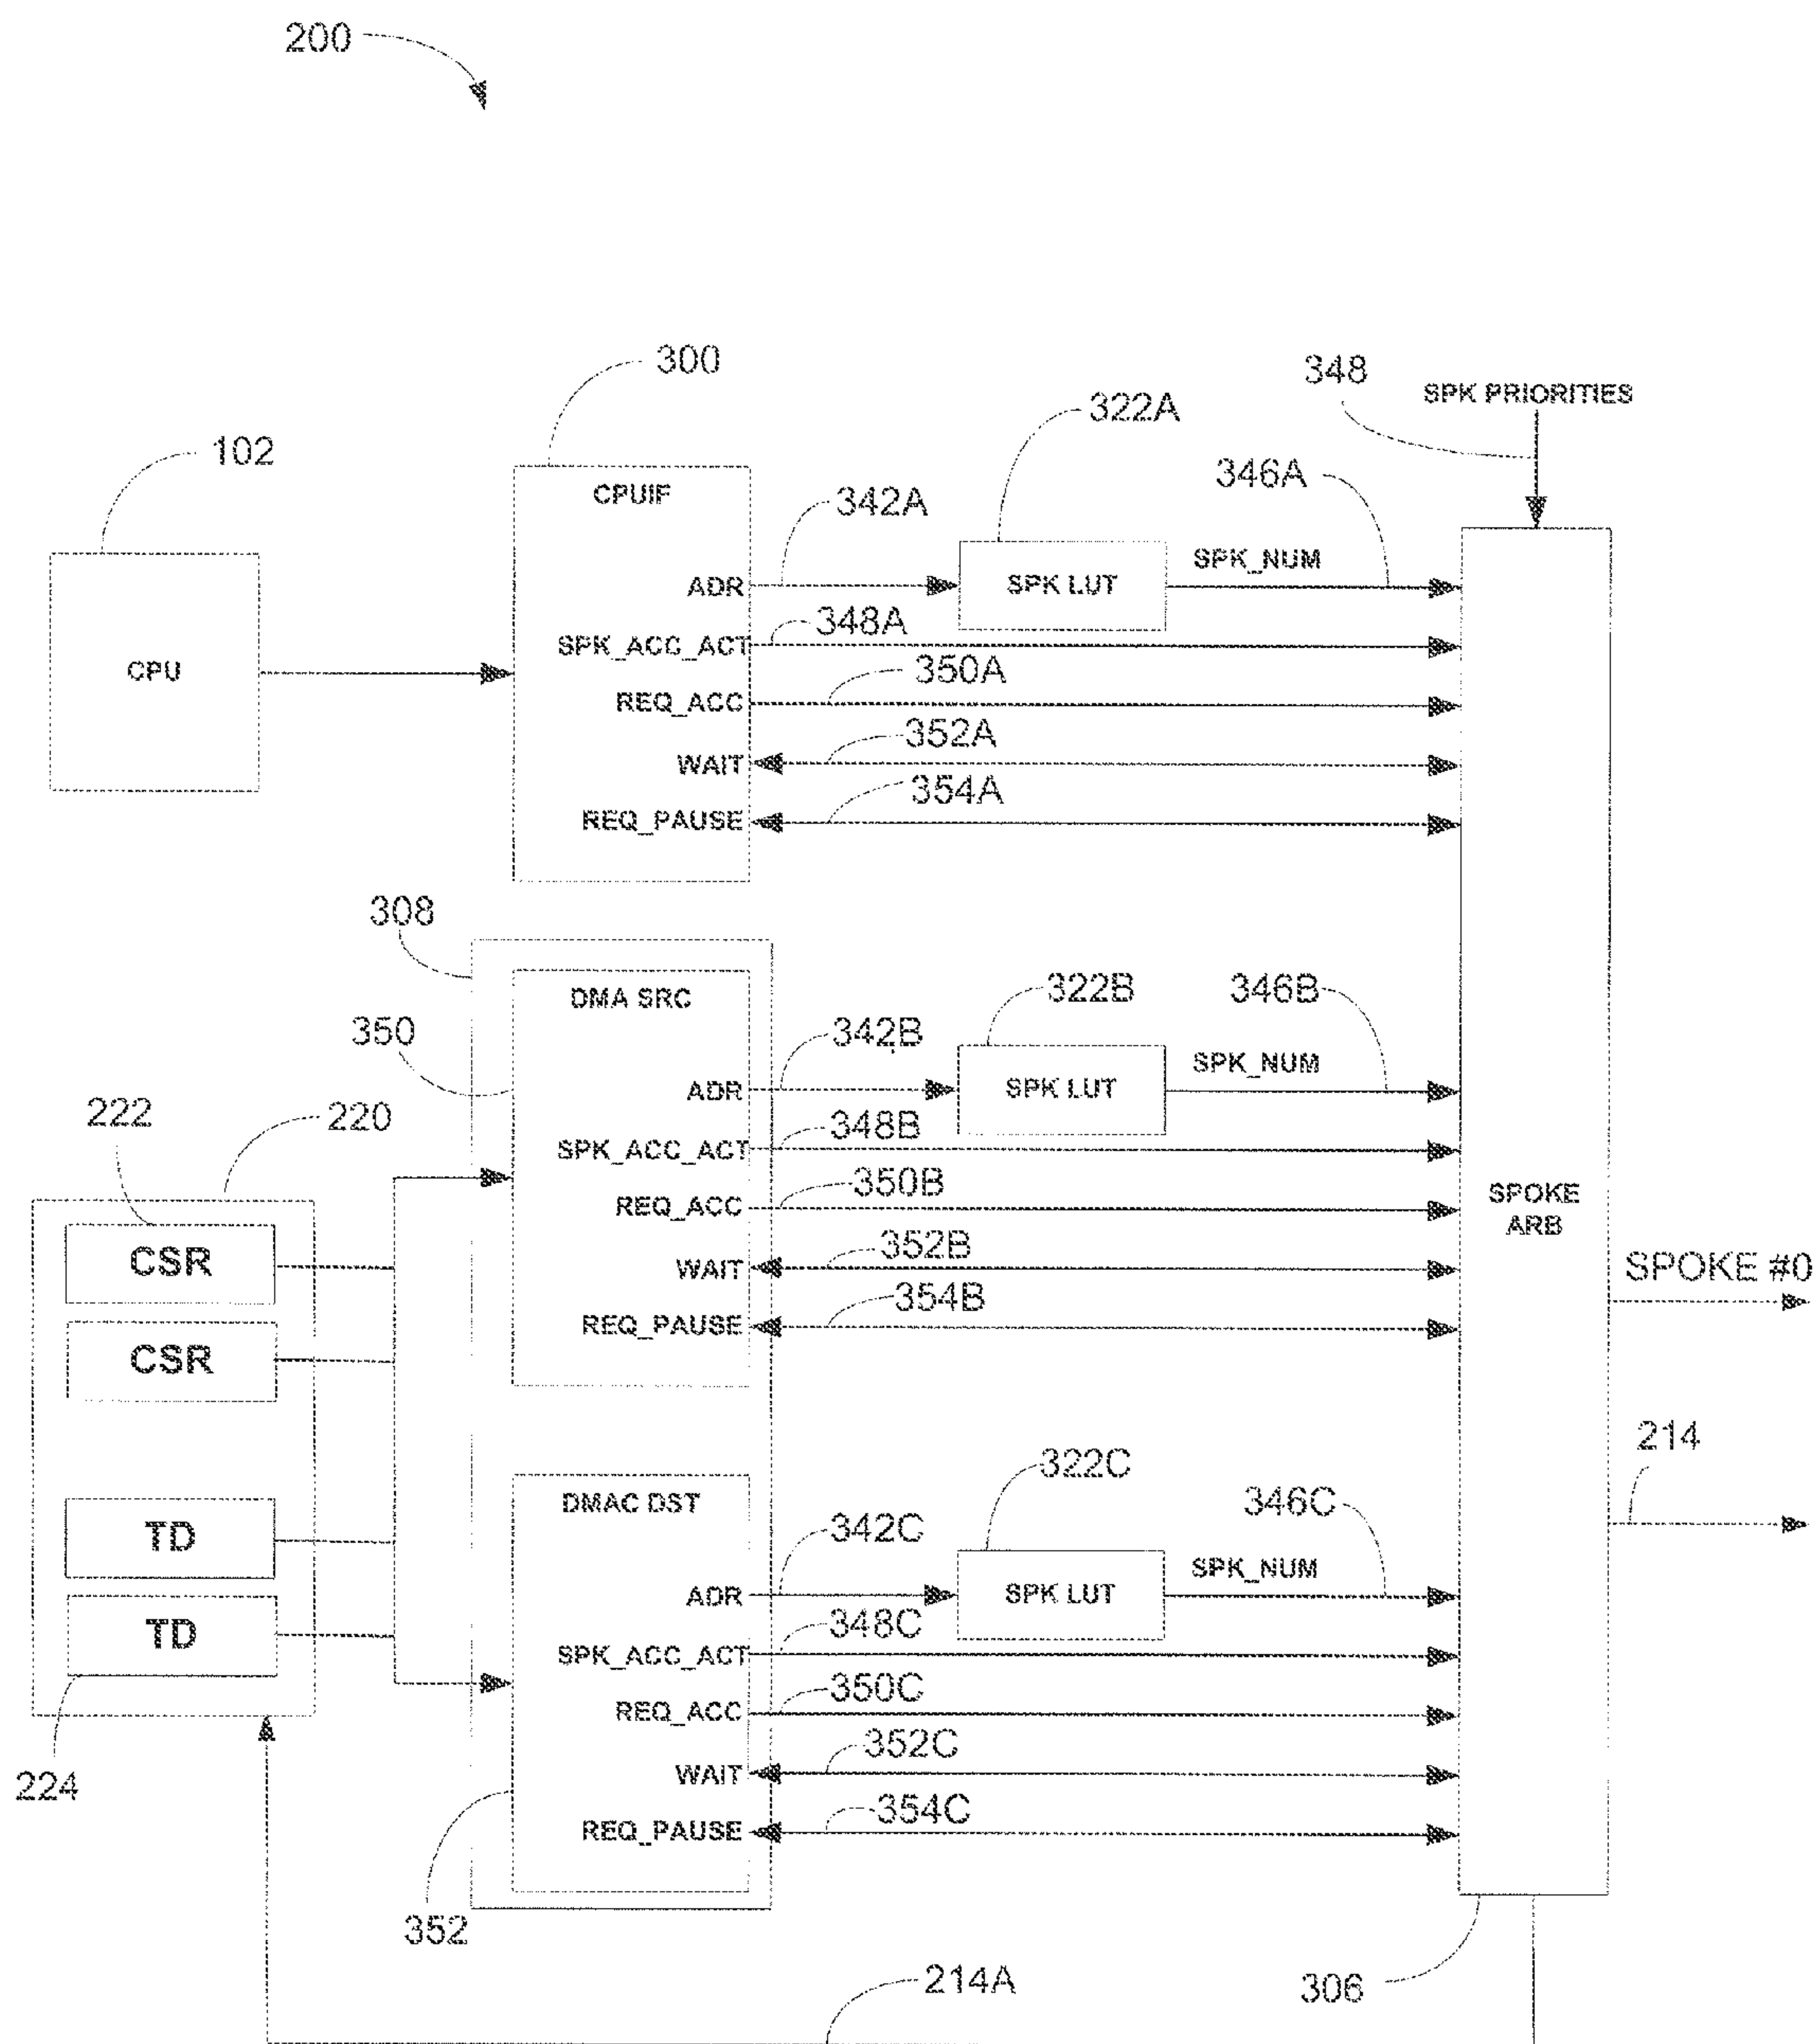 200
300
348
SPK PRIORITIES
322A
102
346A
CPUIF
342A
SPK_NUM
ADR
SPK LUT
348A
SPK_ACC_ACT
CPU
350A
REQ_ACC
352A
WAIT
354A
REQ_PAUSE
308
DMA SRC
322B
346B
350
342B
SPK_NUM
ADR
SPK LUT
222
220
348B
SPK_ACC_ACT
350B
REQ_ACC
SPOKE
ARB
CSR
352B
WAIT
SPOKE #0
354B
REQ_PAUSE
CSR
214
322C
DMAC DST
346C
342C
TD
SPK_NUM
ADR
SPK LUT
348C
TD
SPK_ACC_ACT
350C
REQ_ACC
352C
WAIT
224
354C
REQ_PAUSE
352
214A
306